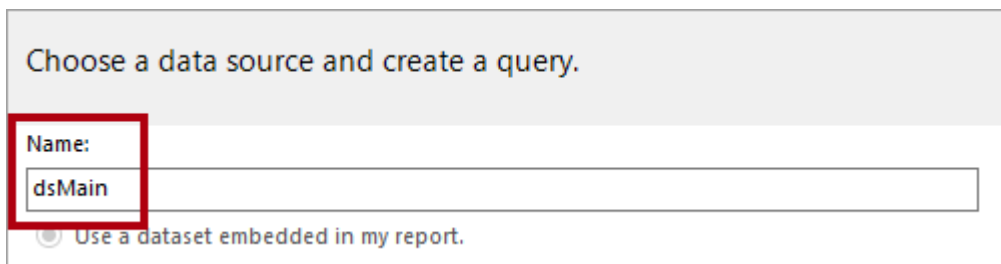 Choose a data source and create a query.
Name:
dsMain
Use a dataset embedded in my report.